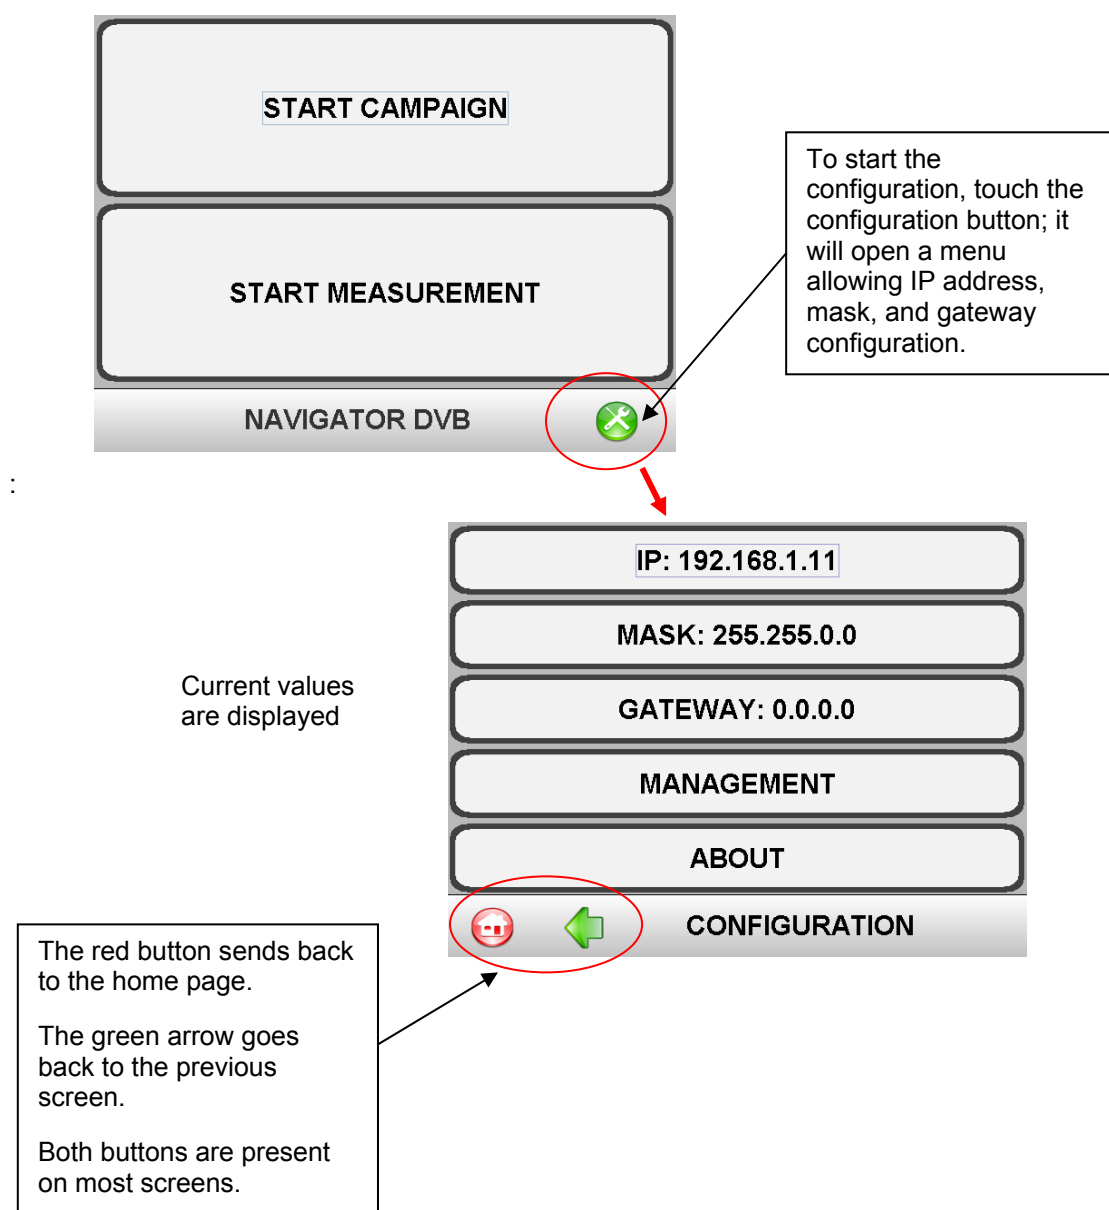 START CAMPAIGN
To start the
configuration, touch the
configuration button; it
will open a menu
allowing IP address,
mask, and gateway
configuration.
START MEASUREMENT
NAVIGATOR DVB
:
IP: 192.168.1.11
MASK: 255.255.0.0
Current values
are displayed
GATEWAY: 0.0.0.0
MANAGEMENT
ABOUT
CONFIGURATION
The red button sends back
to the home page.
The green arrow goes
back to the previous
screen.
Both buttons are present
on most screens.